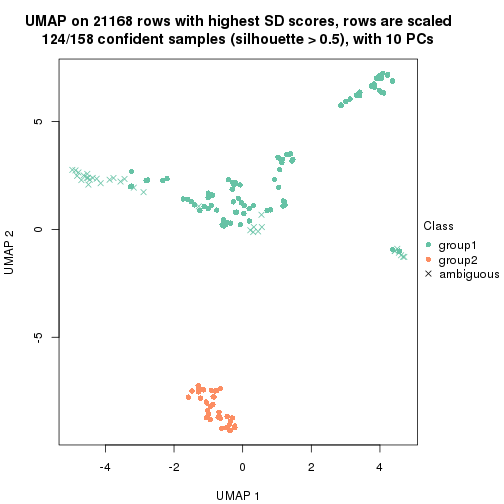 UMAP on 21168 rows with highest SD scores, rows are scaled
124/158 confident samples (silhouette > 0.5), with 10 PCs
UMAP 2
5
0
-5
-4
-2
0
2
4
UMAP 1
Class
group1
group2
ambiguous